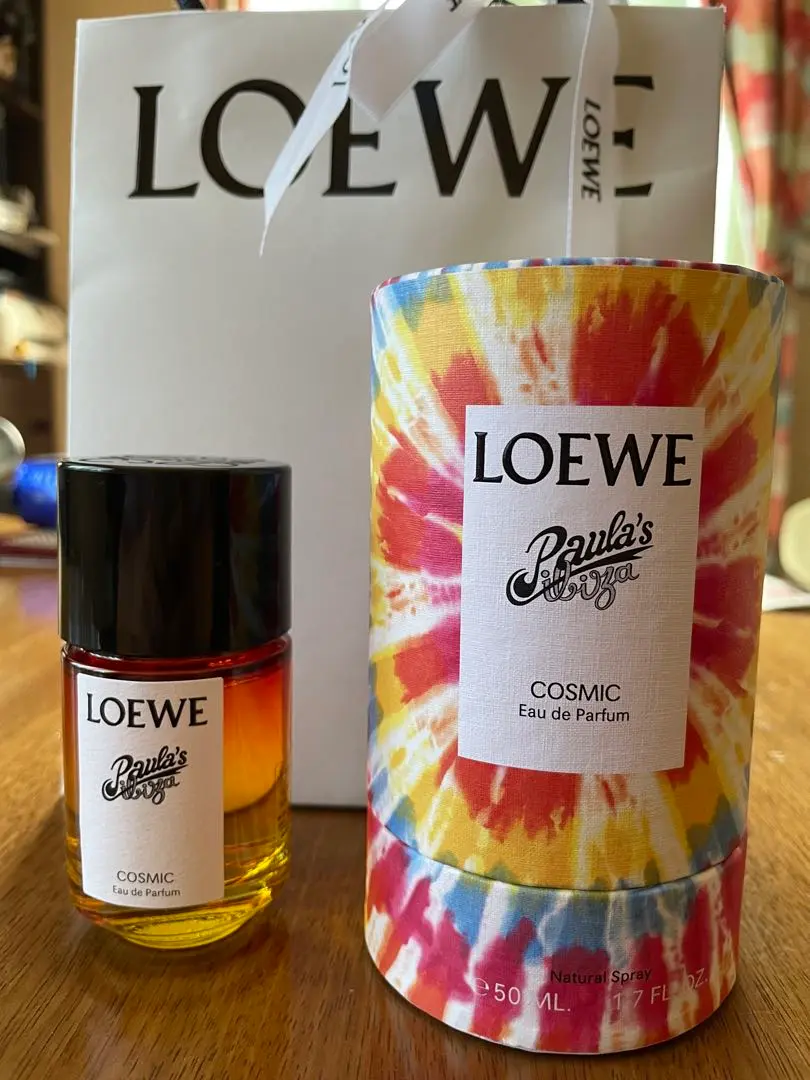 LOEWE
LOEWE
LOEWE
Paula's
ibiza
COSMIC
Eau de Parfum
Natural Spray
℮50 ML. 1.7 FL. OZ.
LOEWE
Paula's
ibiza
COSMIC
Eau de Parfum